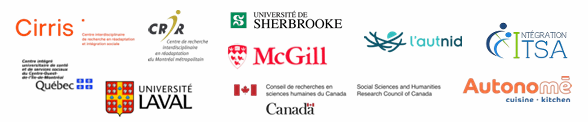 Cirris
Centre interdisciplinaire
de recherche en réadaptation
et intégration sociale
CRIR
Centre de recherche
interdisciplinaire
en réadaptation
du Montréal métropolitain
UNIVERSITÉ DE
SHERBROOKE
McGill
l'autnid
INTÉGRATION
TSA
Centre intégré
universitaire de santé
et de services sociaux
du Centre-Ouest-
de-l'Île-de-Montréal
Québec
UNIVERSITÉ
LAVAL
Conseil de recherches en
sciences humaines du Canada
Social Sciences and Humanities
Research Council of Canada
Canada
Autonomē
cuisine · kitchen